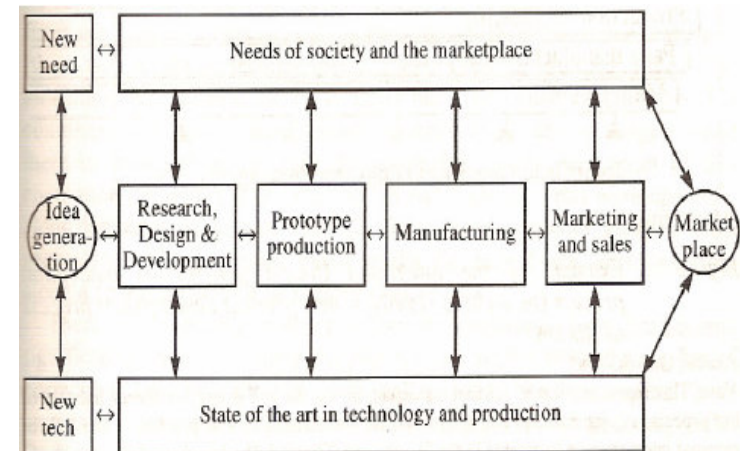 New
need
Needs of society and the marketplace
Idea
genera-
tion
Research,
Design &
Development
Prototype
production
Manufacturing
Marketing
and sales
Market
place
New
tech
State of the art in technology and production